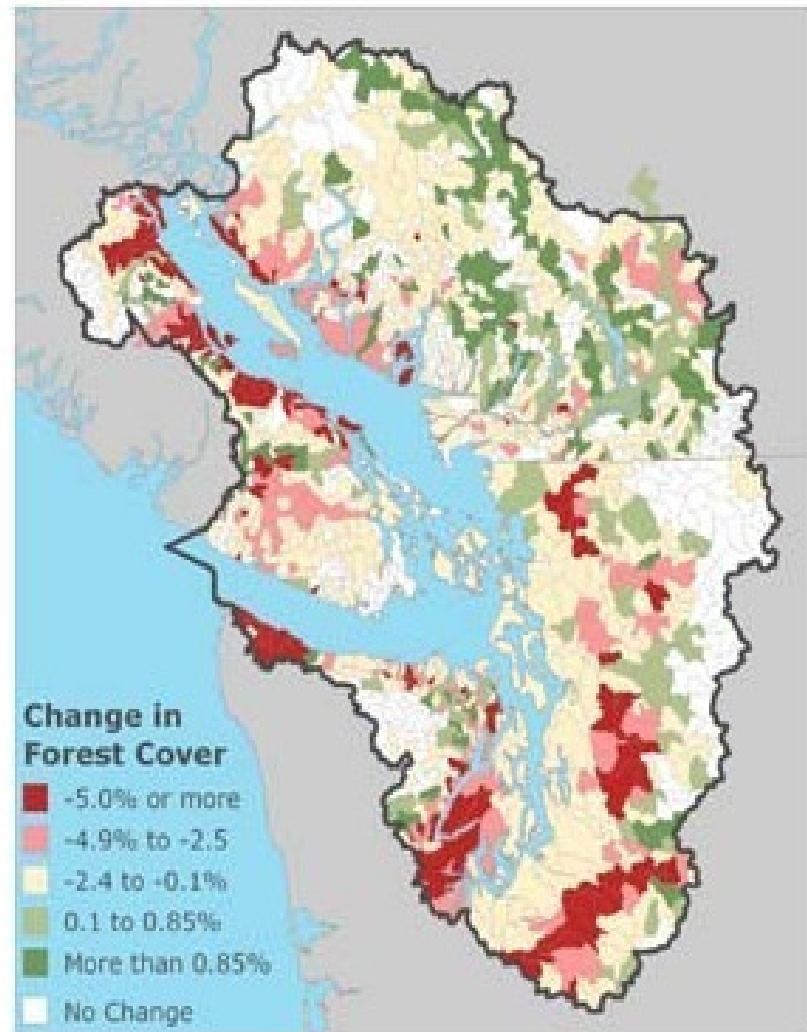 Change in
Forest Cover
-5.0% or more
-4.9% to -2.5
-2.4 to -0.1%
0.1 to 0.85%
More than 0.85%
No Change